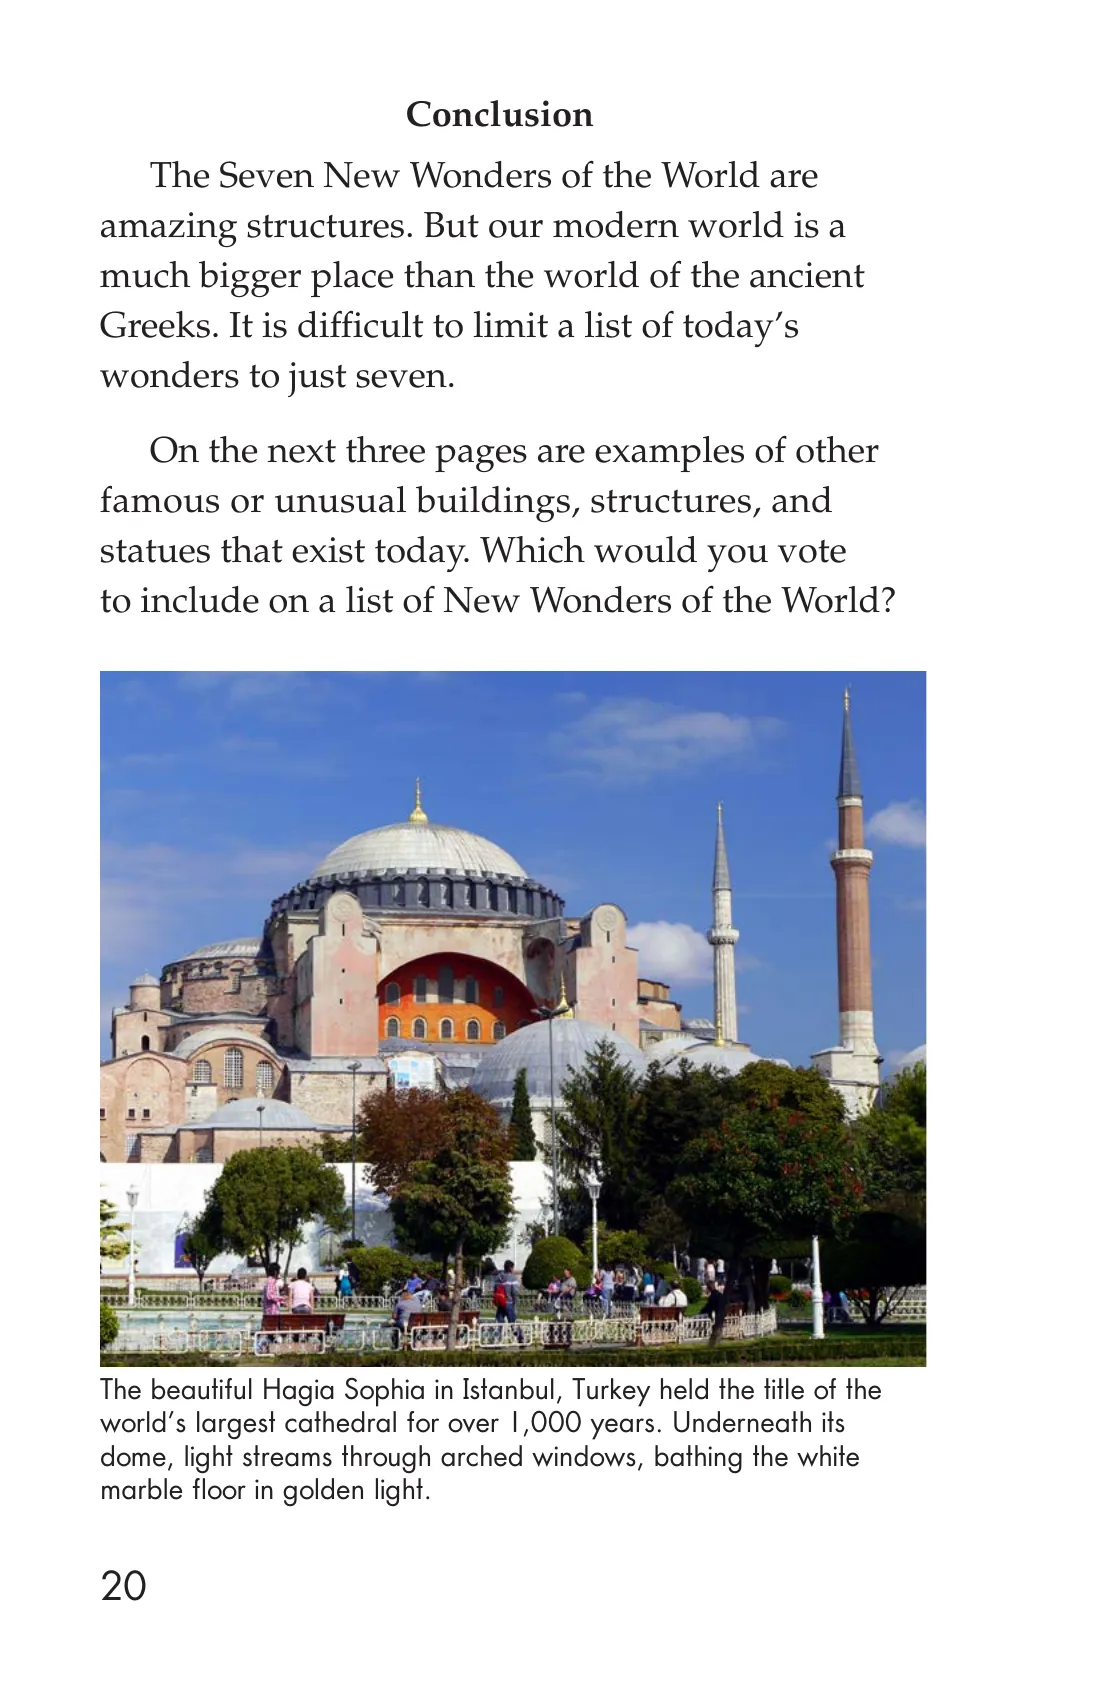 Conclusion
The Seven New Wonders of the World are
amazing structures. But our modern world is a
much bigger place than the world of the ancient
Greeks. It is difficult to limit a list of today’s
wonders to just seven.
On the next three pages are examples of other
famous or unusual buildings, structures, and
statues that exist today. Which would you vote
to include on a list of New Wonders of the World?
The beautiful Hagia Sophia in Istanbul, Turkey held the title of the
world’s largest cathedral for over 1,000 years. Underneath its
dome, light streams through arched windows, bathing the white
marble floor in golden light.
20